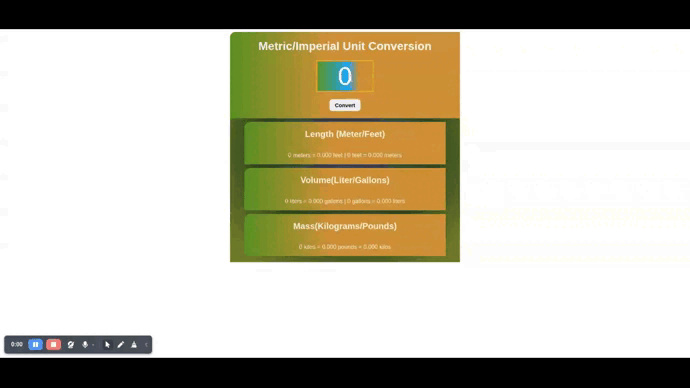 Metric/Imperial Unit Conversion
0
Convert
Length (Meter/Feet)
0 meters = 0.000 feet | 0 feet = 0.000 meters
Volume(Liter/Gallons)
0 liters = 0.000 gallons | 0 gallons = 0.000 liters
Mass(Kilograms/Pounds)
0 kilos = 0.000 pounds = 0.000 kilos
0:00